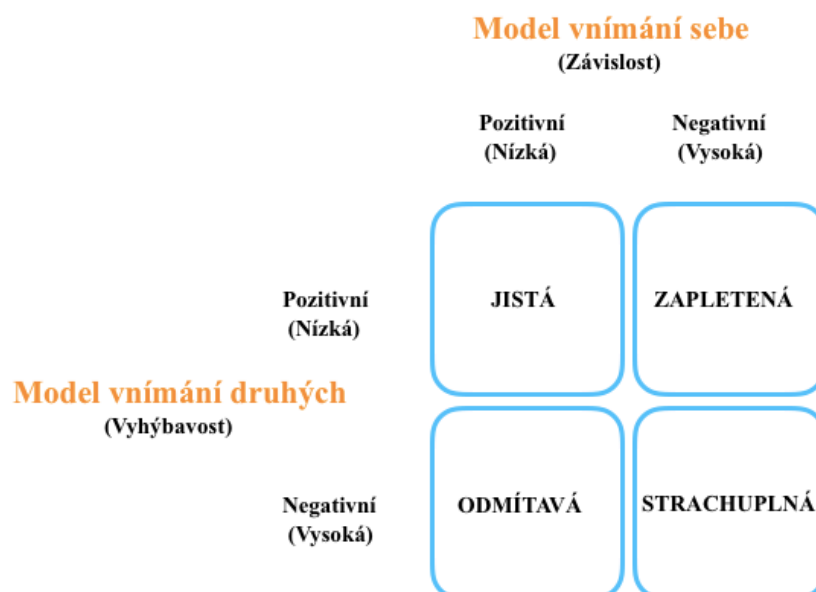 Model vnímání sebe
(Závislost)
Pozitivní
(Nízká)
Negativní
(Vysoká)
Pozitivní
(Nízká)
JISTÁ
ZAPLETENÁ
Model vnímání druhých
(Vyhýbavost)
Negativní
(Vysoká)
ODMÍTAVÁ
STRACHUPLNÁ